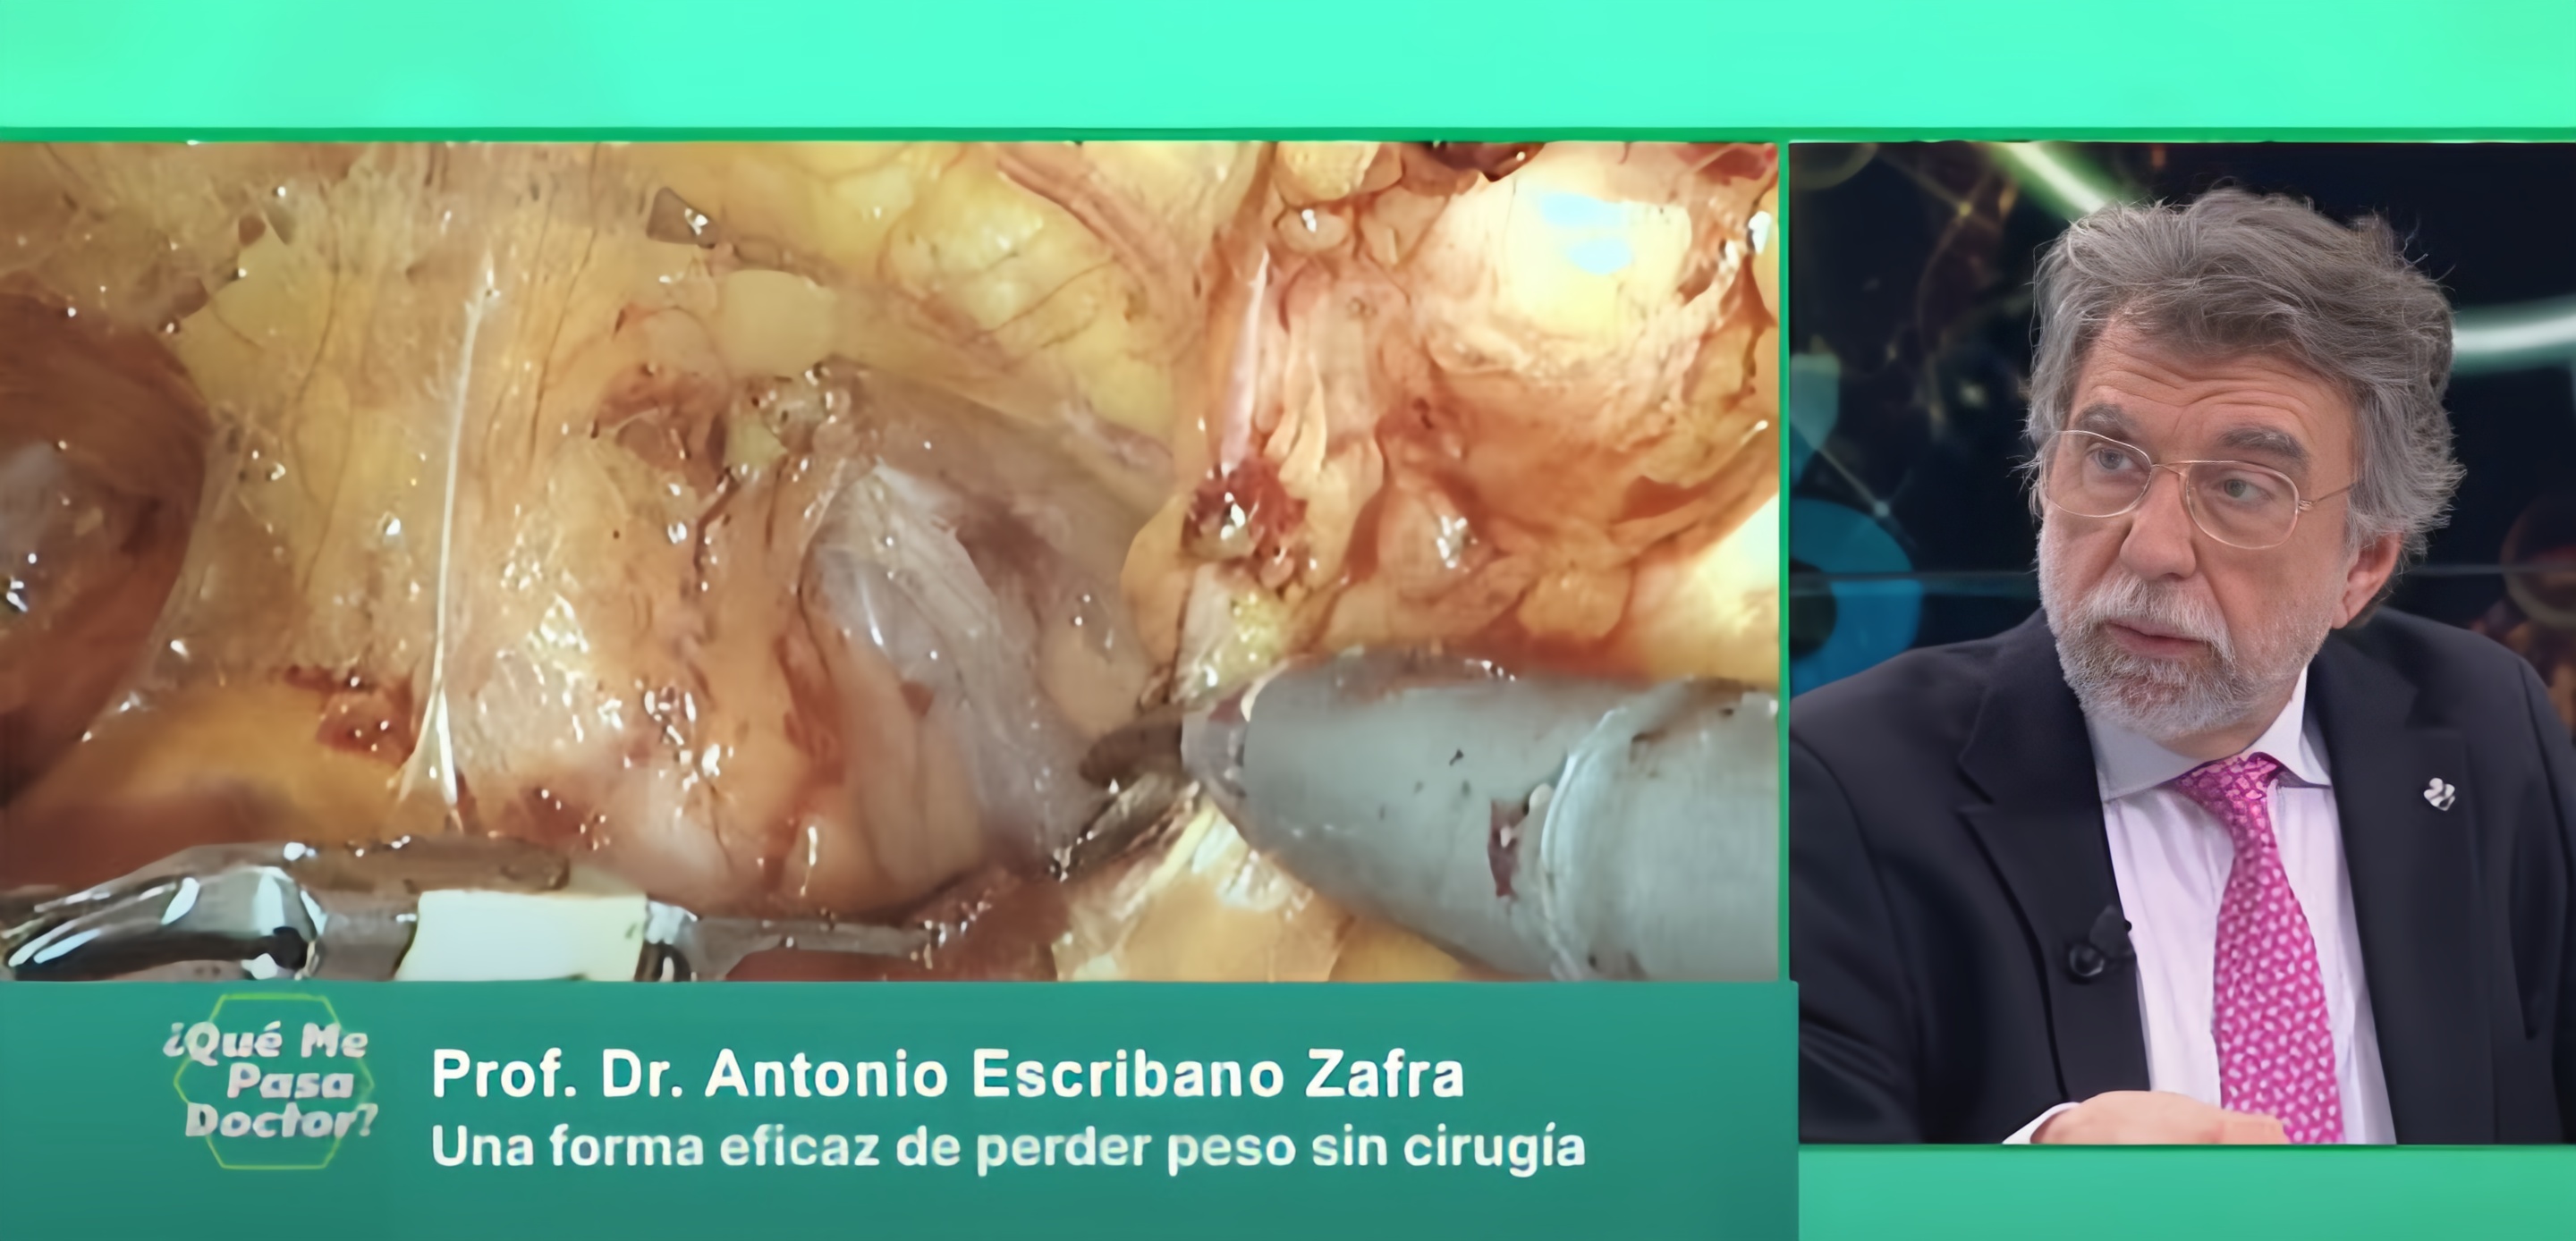 ¿Qué Me
Pasa
Doctor?
Prof. Dr. Antonio Escribano Zafra
Una forma eficaz de perder peso sin cirugía